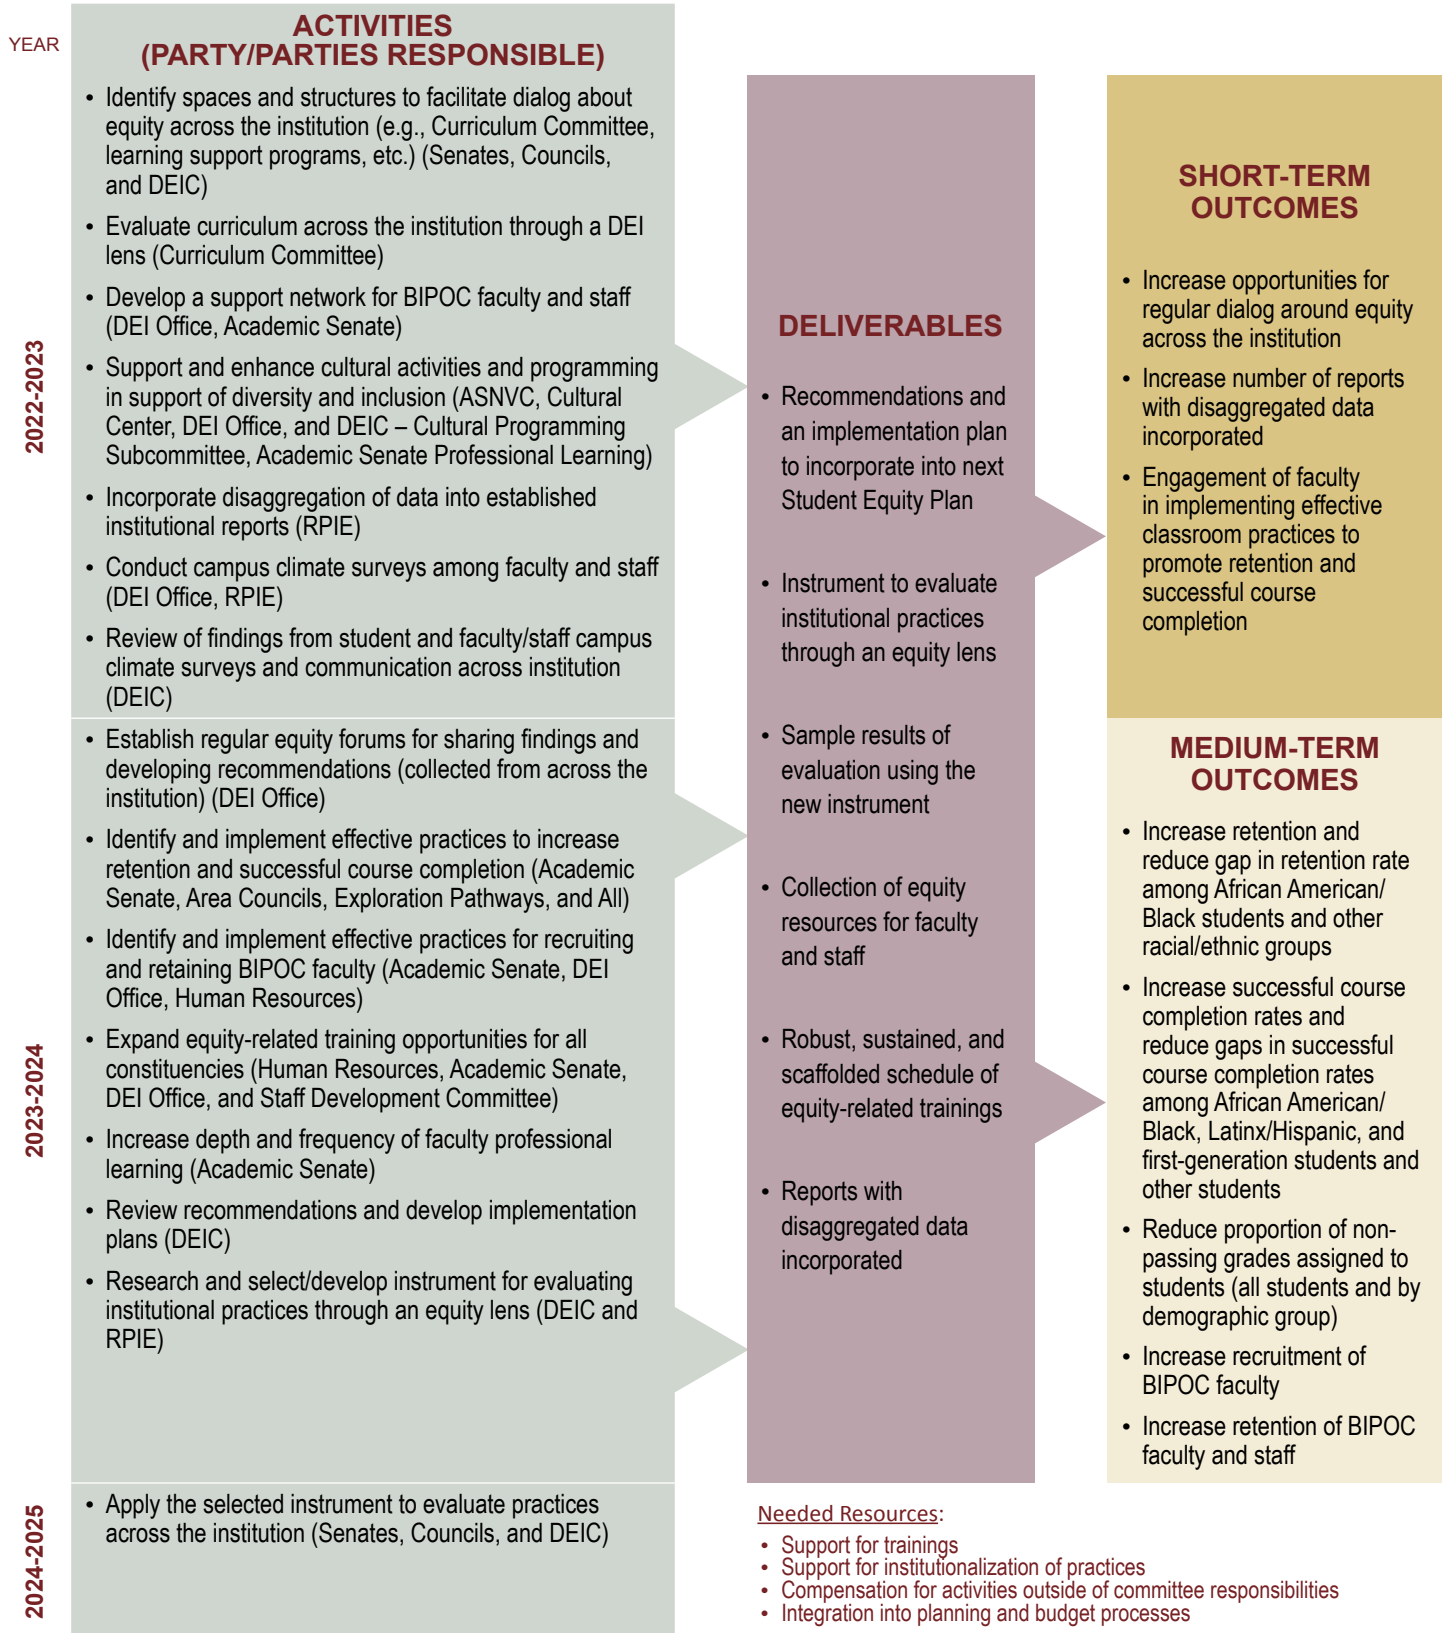 YEAR
ACTIVITIES
(PARTY/PARTIES RESPONSIBLE)
2022-2023
• Identify spaces and structures to facilitate dialog about
equity across the institution (e.g., Curriculum Committee,
learning support programs, etc.) (Senates, Councils,
and DEIC)
• Evaluate curriculum across the institution through a DEI
lens (Curriculum Committee)
• Develop a support network for BIPOC faculty and staff
(DEI Office, Academic Senate)
• Support and enhance cultural activities and programming
in support of diversity and inclusion (ASNVC, Cultural
Center, DEI Office, and DEIC – Cultural Programming
Subcommittee, Academic Senate Professional Learning)
• Incorporate disaggregation of data into established
institutional reports (RPIE)
• Conduct campus climate surveys among faculty and staff
(DEI Office, RPIE)
• Review of findings from student and faculty/staff campus
climate surveys and communication across institution
(DEIC)
2023-2024
• Establish regular equity forums for sharing findings and
developing recommendations (collected from across the
institution) (DEI Office)
• Identify and implement effective practices to increase
retention and successful course completion (Academic
Senate, Area Councils, Exploration Pathways, and All)
• Identify and implement effective practices for recruiting
and retaining BIPOC faculty (Academic Senate, DEI
Office, Human Resources)
• Expand equity-related training opportunities for all
constituencies (Human Resources, Academic Senate,
DEI Office, and Staff Development Committee)
• Increase depth and frequency of faculty professional
learning (Academic Senate)
• Review recommendations and develop implementation
plans (DEIC)
• Research and select/develop instrument for evaluating
institutional practices through an equity lens (DEIC and
RPIE)
2024-2025
• Apply the selected instrument to evaluate practices
across the institution (Senates, Councils, and DEIC)
DELIVERABLES
• Recommendations and
an implementation plan
to incorporate into next
Student Equity Plan
• Instrument to evaluate
institutional practices
through an equity lens
• Sample results of
evaluation using the
new instrument
• Collection of equity
resources for faculty
and staff
• Robust, sustained, and
scaffolded schedule of
equity-related trainings
• Reports with
disaggregated data
incorporated
SHORT-TERM
OUTCOMES
• Increase opportunities for
regular dialog around equity
across the institution
• Increase number of reports
with disaggregated data
incorporated
• Engagement of faculty
in implementing effective
classroom practices to
promote retention and
successful course
completion
MEDIUM-TERM
OUTCOMES
• Increase retention and
reduce gap in retention rate
among African American/
Black students and other
racial/ethnic groups
• Increase successful course
completion rates and
reduce gaps in successful
course completion rates
among African American/
Black, Latinx/Hispanic, and
first-generation students and
other students
• Reduce proportion of non-
passing grades assigned to
students (all students and by
demographic group)
• Increase recruitment of
BIPOC faculty
• Increase retention of BIPOC
faculty and staff
Needed Resources:
• Support for trainings
• Support for institutionalization of practices
• Compensation for activities outside of committee responsibilities
• Integration into planning and budget processes